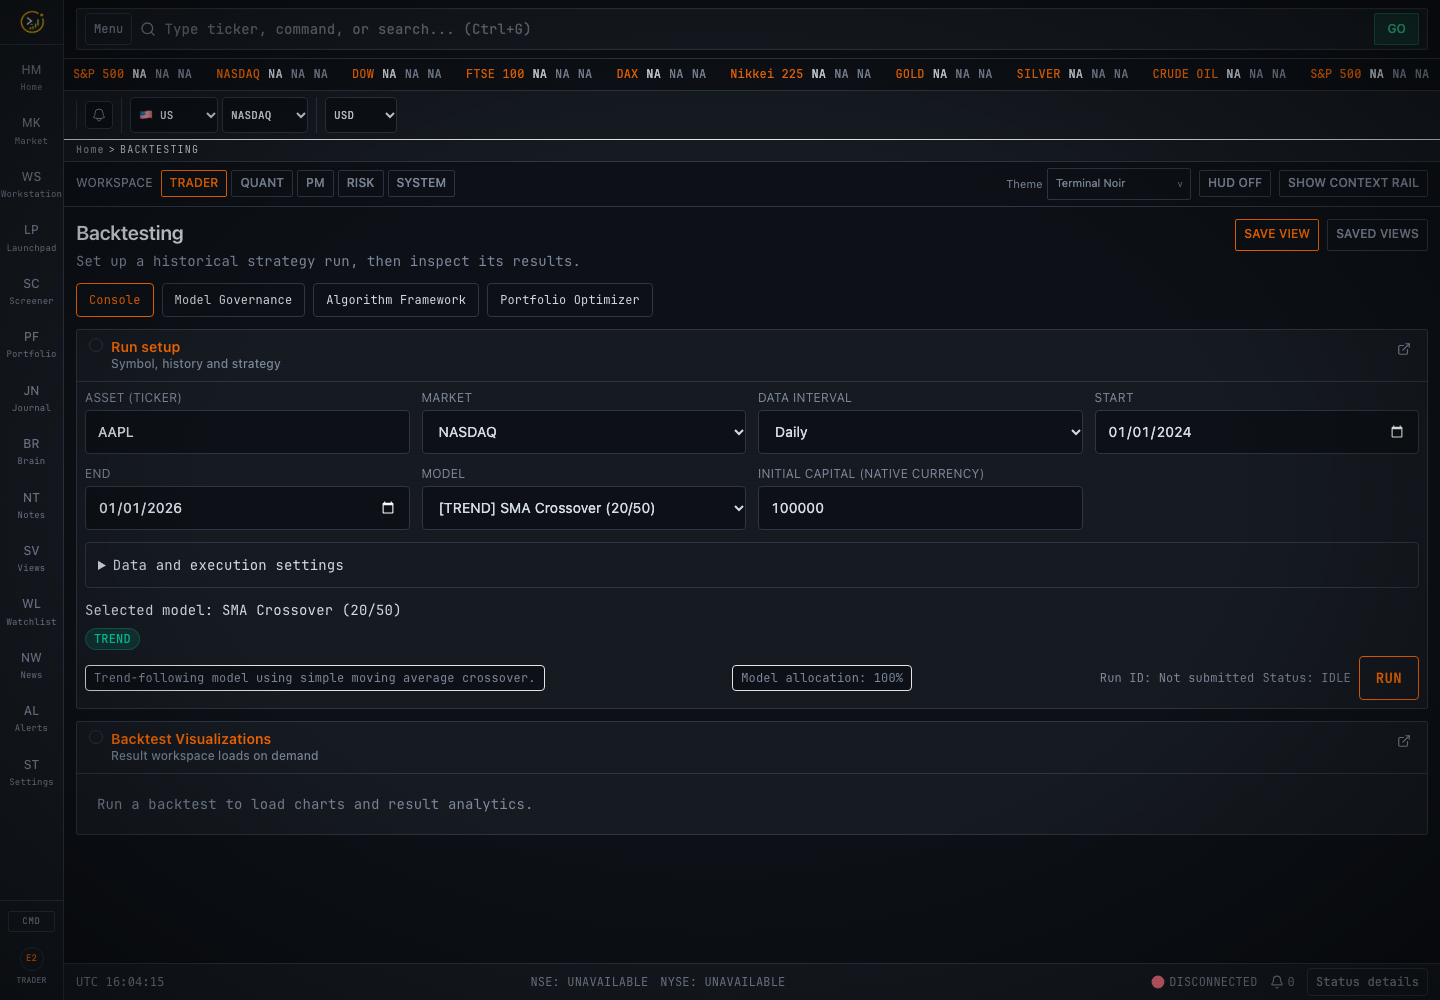 Menu Type ticker, command, or search... (Ctrl+G) GO
S&P 500 NA NA NA NASDAQ NA NA NA DOW NA NA NA FTSE 100 NA NA NA DAX NA NA NA Nikkei 225 NA NA NA GOLD NA NA NA SILVER NA NA NA CRUDE OIL NA NA NA S&P 500 NA NA NA
US NASDAQ USD
Home > BACKTESTING
WORKSPACE TRADER QUANT PM RISK SYSTEM Theme Terminal Noir v HUD OFF SHOW CONTEXT RAIL
HM
Home
MK
Market
WS
Workstation
LP
Launchpad
SC
Screener
PF
Portfolio
JN
Journal
BR
Brain
NT
Notes
SV
Views
WL
Watchlist
NW
News
AL
Alerts
ST
Settings
CMD
E2
TRADER
Backtesting SAVE VIEW SAVED VIEWS
Set up a historical strategy run, then inspect its results.
Console Model Governance Algorithm Framework Portfolio Optimizer
Run setup
Symbol, history and strategy
ASSET (TICKER) MARKET DATA INTERVAL START
AAPL NASDAQ Daily 01/01/2024
END MODEL INITIAL CAPITAL (NATIVE CURRENCY)
01/01/2026 [TREND] SMA Crossover (20/50) 100000
Data and execution settings
Selected model: SMA Crossover (20/50)
TREND
Trend-following model using simple moving average crossover. Model allocation: 100% Run ID: Not submitted Status: IDLE RUN
Backtest Visualizations
Result workspace loads on demand
Run a backtest to load charts and result analytics.
UTC 16:04:15 NSE: UNAVAILABLE NYSE: UNAVAILABLE DISCONNECTED 0 Status details